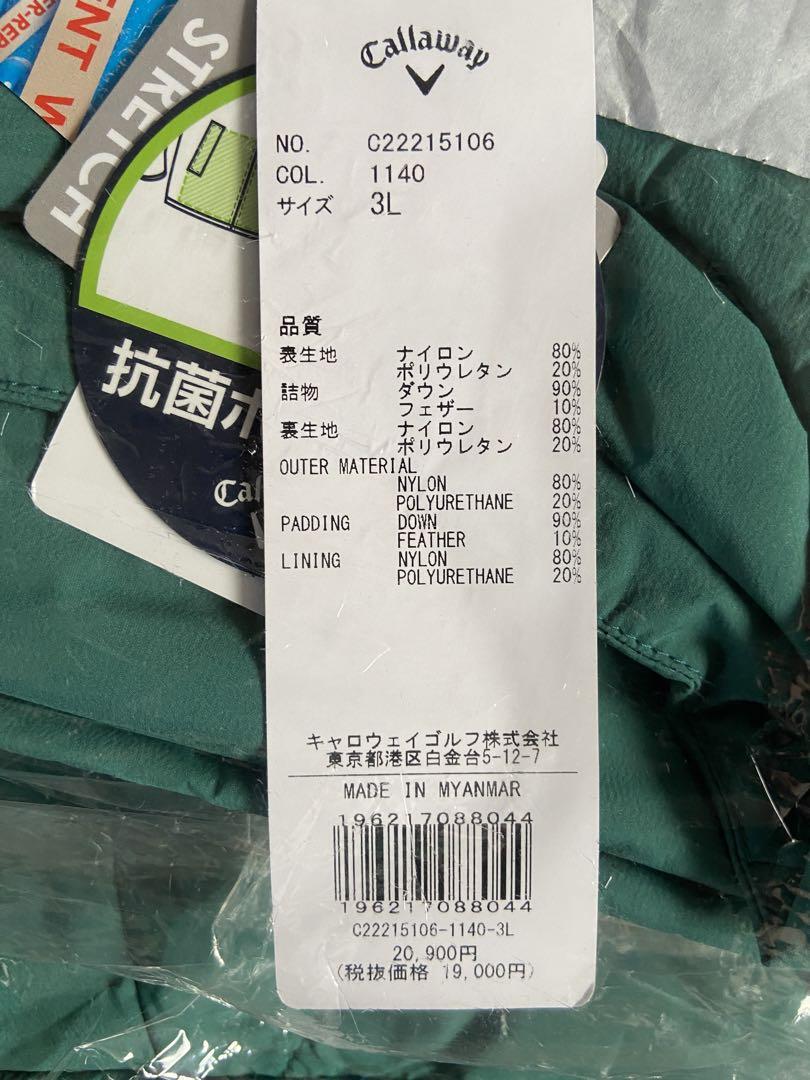 Callaway
NO. C22215106
COL. 1140
サイズ 3L
品質
表生地 ナイロン 80%
ポリウレタン 20%
詰物 ダウン 90%
フェザー 10%
裏生地 ナイロン 80%
ポリウレタン 20%
OUTER MATERIAL
NYLON 80%
POLYURETHANE 20%
PADDING DOWN 90%
FEATHER 10%
LINING NYLON 80%
POLYURETHANE 20%
キャロウェイゴルフ株式会社
東京都港区白金台5-12-7
MADE IN MYANMAR
196217088044
196217088044
C22215106-1140-3L
20,900円
(税抜価格 19,000円)
STRETCH
抗菌